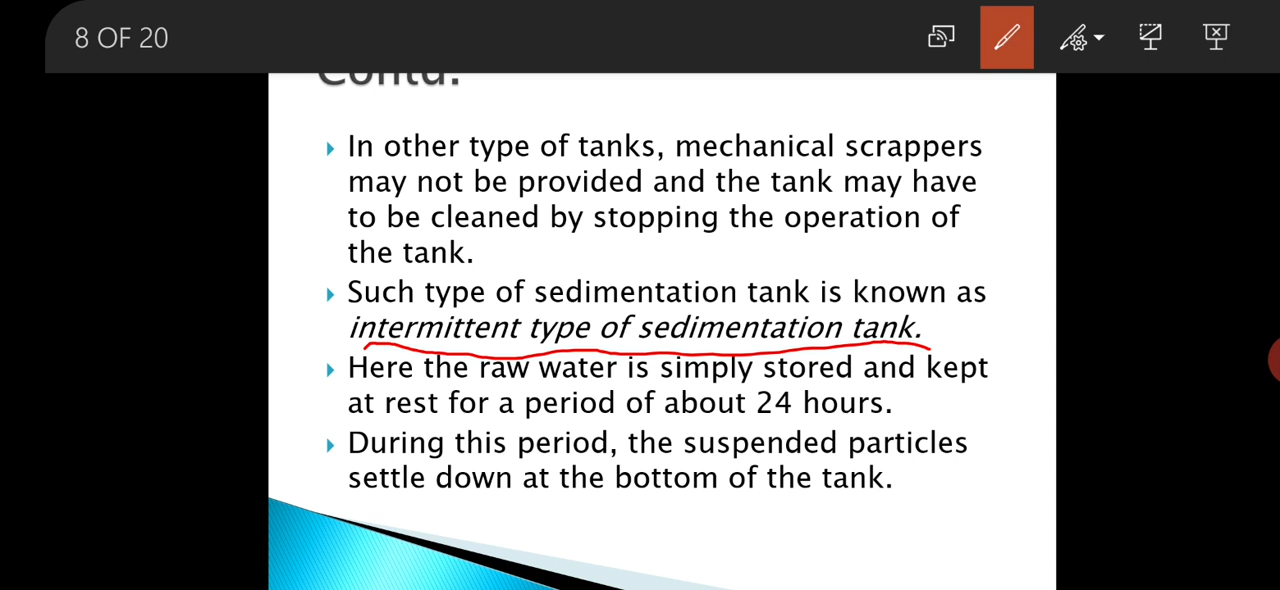 8 OF 20
Contd.
In other type of tanks, mechanical scrappers
may not be provided and the tank may have
to be cleaned by stopping the operation of
the tank.
Such type of sedimentation tank is known as
intermittent type of sedimentation tank.
Here the raw water is simply stored and kept
at rest for a period of about 24 hours.
During this period, the suspended particles
settle down at the bottom of the tank.